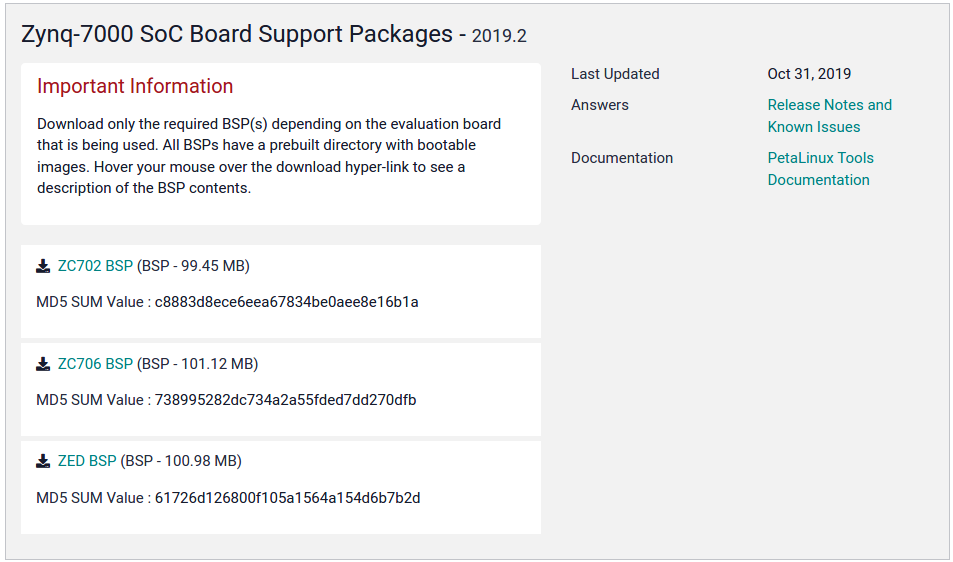 Zynq-7000 SoC Board Support Packages - 2019.2
Important Information
Download only the required BSP(s) depending on the evaluation board
that is being used. All BSPs have a prebuilt directory with bootable
images. Hover your mouse over the download hyper-link to see a
description of the BSP contents.
Last Updated Oct 31, 2019
Answers Release Notes and
Known Issues
Documentation PetaLinux Tools
Documentation
ZC702 BSP (BSP - 99.45 MB)
MD5 SUM Value : c8883d8ece6eea67834be0aee8e16b1a
ZC706 BSP (BSP - 101.12 MB)
MD5 SUM Value : 738995282dc734a2a55fded7dd270dfb
ZED BSP (BSP - 100.98 MB)
MD5 SUM Value : 61726d126800f105a1564a154d6b7b2d